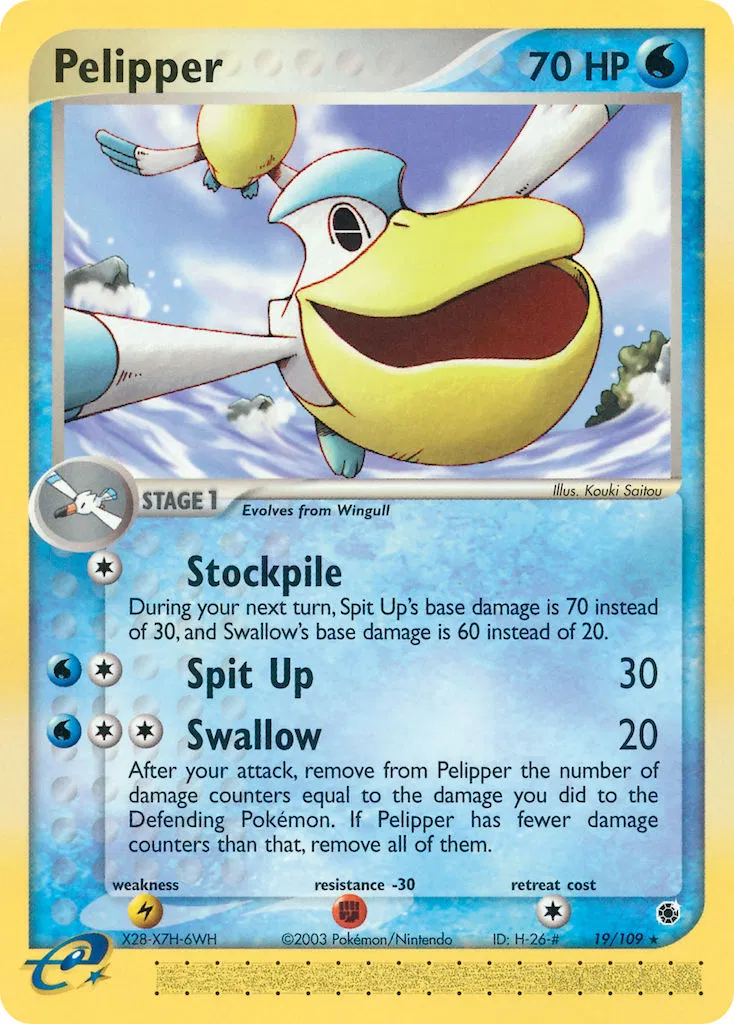 Pelipper
70 HP
Illus. Kouki Saitou
STAGE 1
Evolves from Wingull
Stockpile
During your next turn, Spit Up's base damage is 70 instead
of 30, and Swallow's base damage is 60 instead of 20.
Spit Up 30
Swallow 20
After your attack, remove from Pelipper the number of
damage counters equal to the damage you did to the
Defending Pokémon. If Pelipper has fewer damage
counters than that, remove all of them.
weakness resistance -30 retreat cost
X28-X7H-6WH ©2003 Pokémon/Nintendo ID: H-26-# 19/109 ★
e